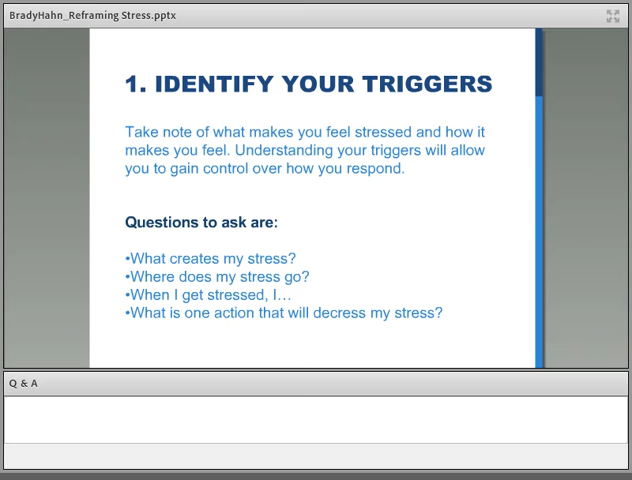 BradyHahn_Reframing Stress.pptx
1. IDENTIFY YOUR TRIGGERS
Take note of what makes you feel stressed and how it
makes you feel. Understanding your triggers will allow
you to gain control over how you respond.
Questions to ask are:
•What creates my stress?
•Where does my stress go?
•When I get stressed, I…
•What is one action that will decress my stress?
Q & A